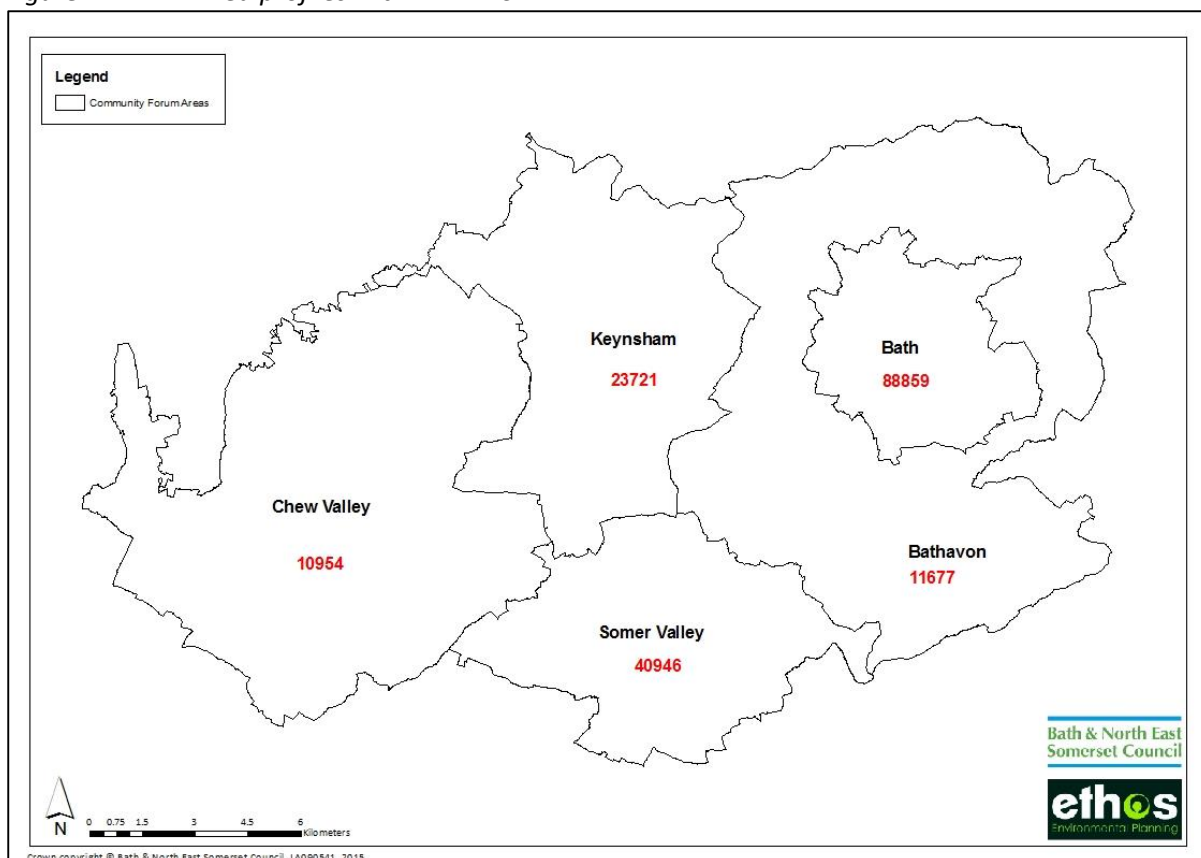 Legend
Community Forum Areas
Keynsham
23721
Bath
88859
Chew Valley
10954
Bathavon
11677
Somer Valley
40946
Bath & North East
Somerset Council
ethos
Environmental Planning
N
0 0.75 1.5 3 4.5 6
Kilometers
Crown copyright © Bath & North East Somerset Council
2015